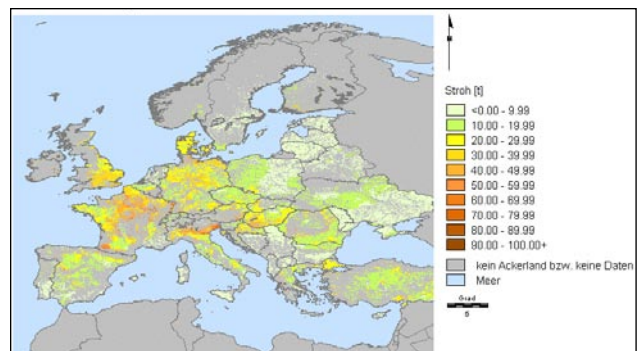 Stroh [t]
<0.00 - 9.99
10.00 - 19.99
20.00 - 29.99
30.00 - 39.99
40.00 - 49.99
50.00 - 59.99
60.00 - 69.99
70.00 - 79.99
80.00 - 89.99
90.00 - 100.00+
kein Ackerland bzw. keine Daten
Meer
Grad